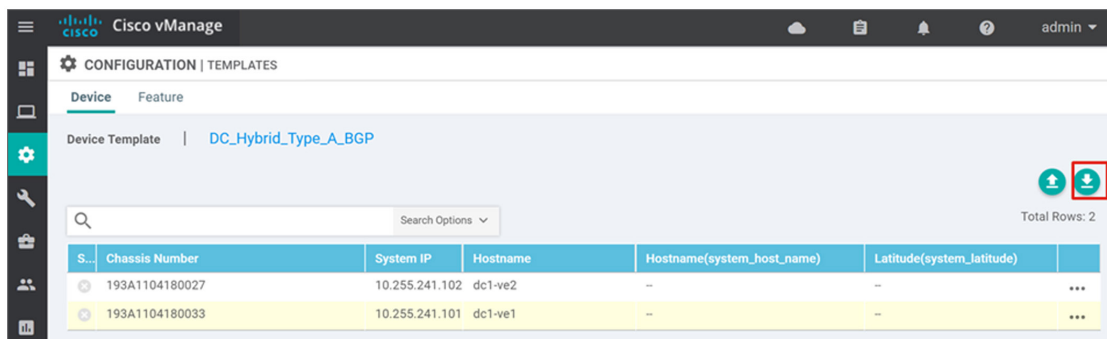 cisco Cisco vManage admin
CONFIGURATION | TEMPLATES
Device Feature
Device Template | DC_Hybrid_Type_A_BGP
Search Options
Total Rows: 2
S... Chassis Number System IP Hostname Hostname(system_host_name) Latitude(system_latitude)
193A1104180027 10.255.241.102 dc1-ve2 -- -- •••
193A1104180033 10.255.241.101 dc1-ve1 -- -- •••